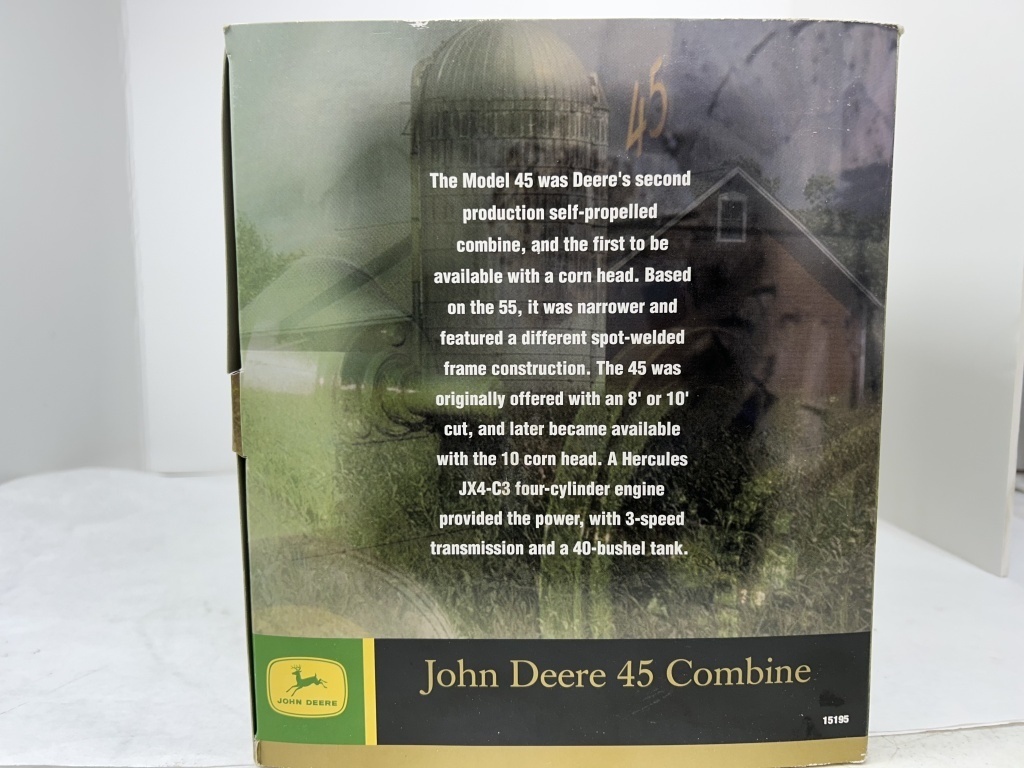 45
The Model 45 was Deere's second
production self-propelled
combine, and the first to be
available with a corn head. Based
on the 55, it was narrower and
featured a different spot-welded
frame construction. The 45 was
originally offered with an 8' or 10'
cut, and later became available
with the 10 corn head. A Hercules
JX4-C3 four-cylinder engine
provided the power, with 3-speed
transmission and a 40-bushel tank.
John Deere 45 Combine
JOHN DEERE
15195